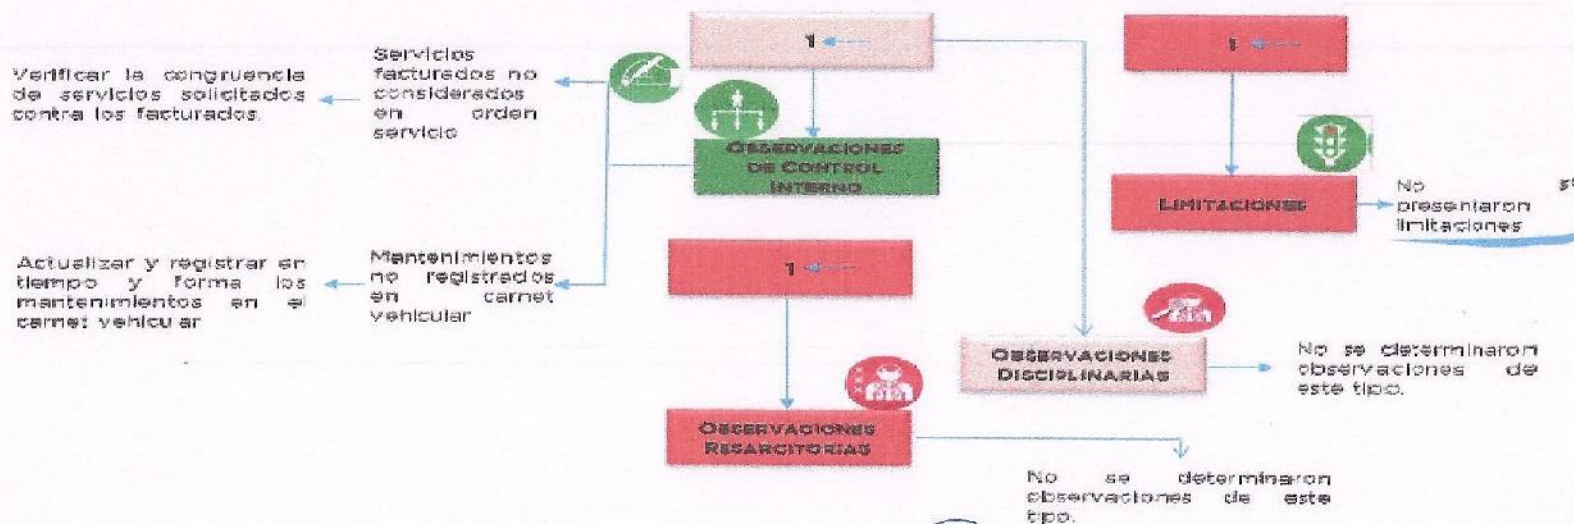 Verificar la congruencia
de servicios solicitados
contra los facturados.
Servicios
facturados no
considerados
en orden
servicio
1
OBSERVACIONES
DE CONTROL
INTERNO
1
LIMITACIONES
No
presentaron
limitaciones
Actualizar y registrar en
tiempo y forma los
mantenimientos en el
carnet vehicular
Mantenimientos
no registrados
en carnet
vehicular
1
OBSERVACIONES
DISCIPLINARIAS
No se determinaron
observaciones de
este tipo.
OBSERVACIONES
RESARCITORIAS
No se determinaron
observaciones de este
tipo.